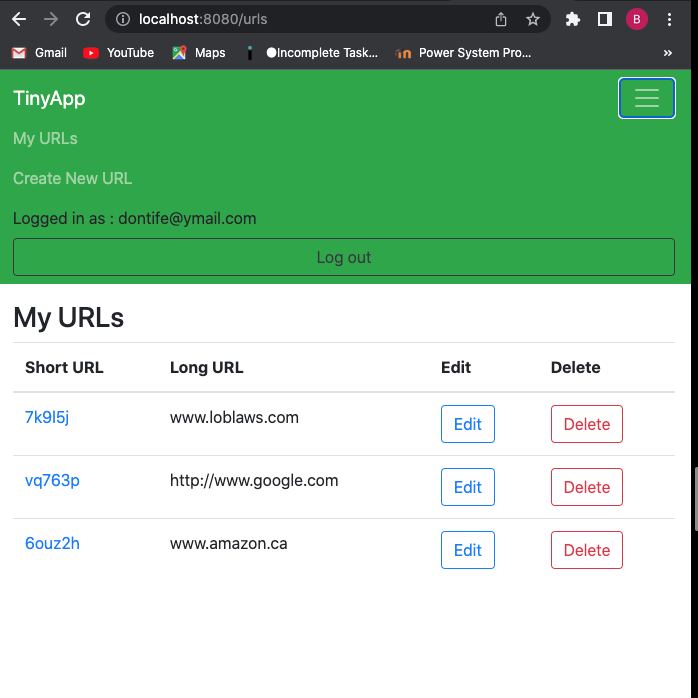 localhost:8080/urls
B
Gmail YouTube Maps Incomplete Task... Power System Pro... »
TinyApp
My URLs
Create New URL
Logged in as : dontife@ymail.com
Log out
My URLs
Short URL Long URL Edit Delete
7k9l5j www.loblaws.com Edit Delete
vq763p http://www.google.com Edit Delete
6ouz2h www.amazon.ca Edit Delete